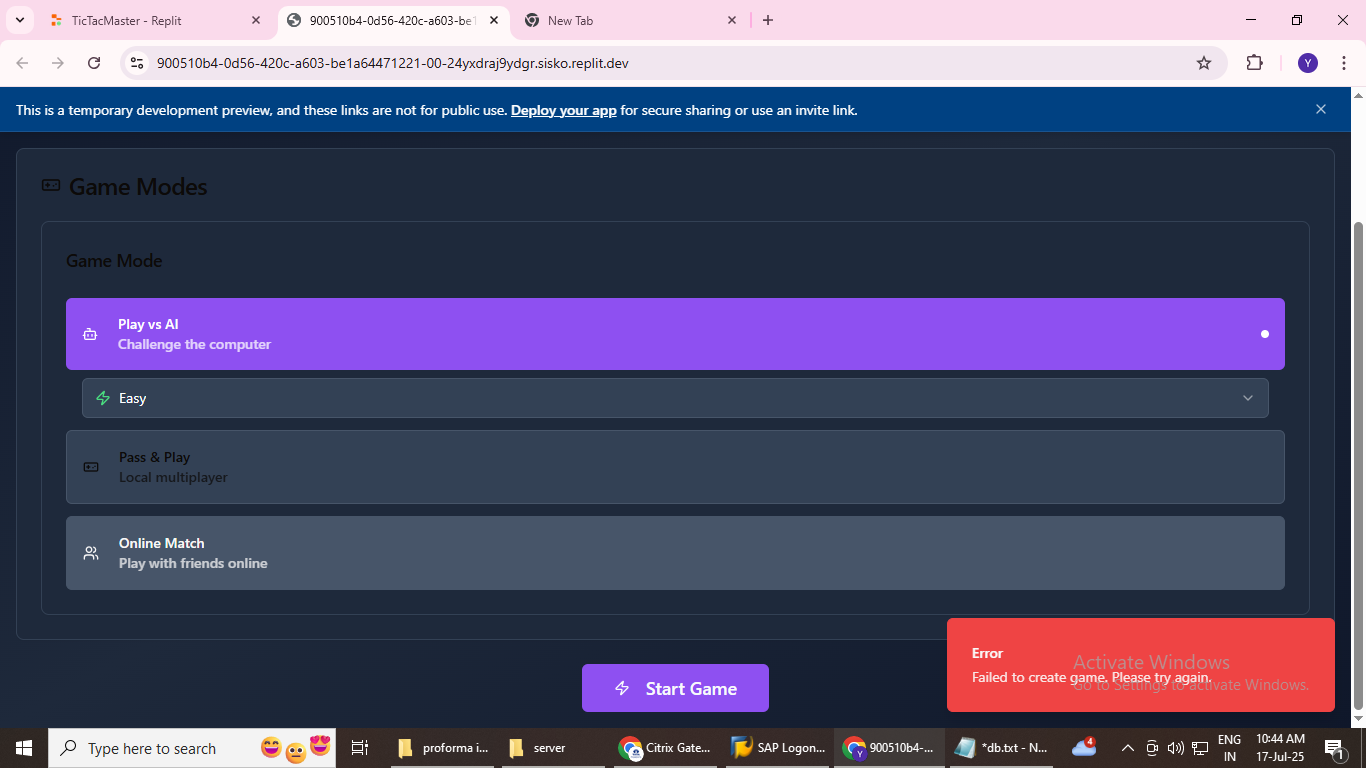 TicTacMaster - Replit
900510b4-0d56-420c-a603-be1
New Tab
900510b4-0d56-420c-a603-be1a64471221-00-24yxdraj9ydgr.sisko.replit.dev
Y
This is a temporary development preview, and these links are not for public use. Deploy your app for secure sharing or use an invite link.
Game Modes
Game Mode
Play vs AI
Challenge the computer
Easy
Pass & Play
Local multiplayer
Online Match
Play with friends online
Start Game
Error
Failed to create game. Please try again.
Activate Windows
Go to Settings to activate Windows.
Type here to search
proforma i...
server
Citrix Gate...
SAP Logon...
Y
900510b4-...
*db.txt - N...
4
ENG
IN
10:44 AM
17-Jul-25
1